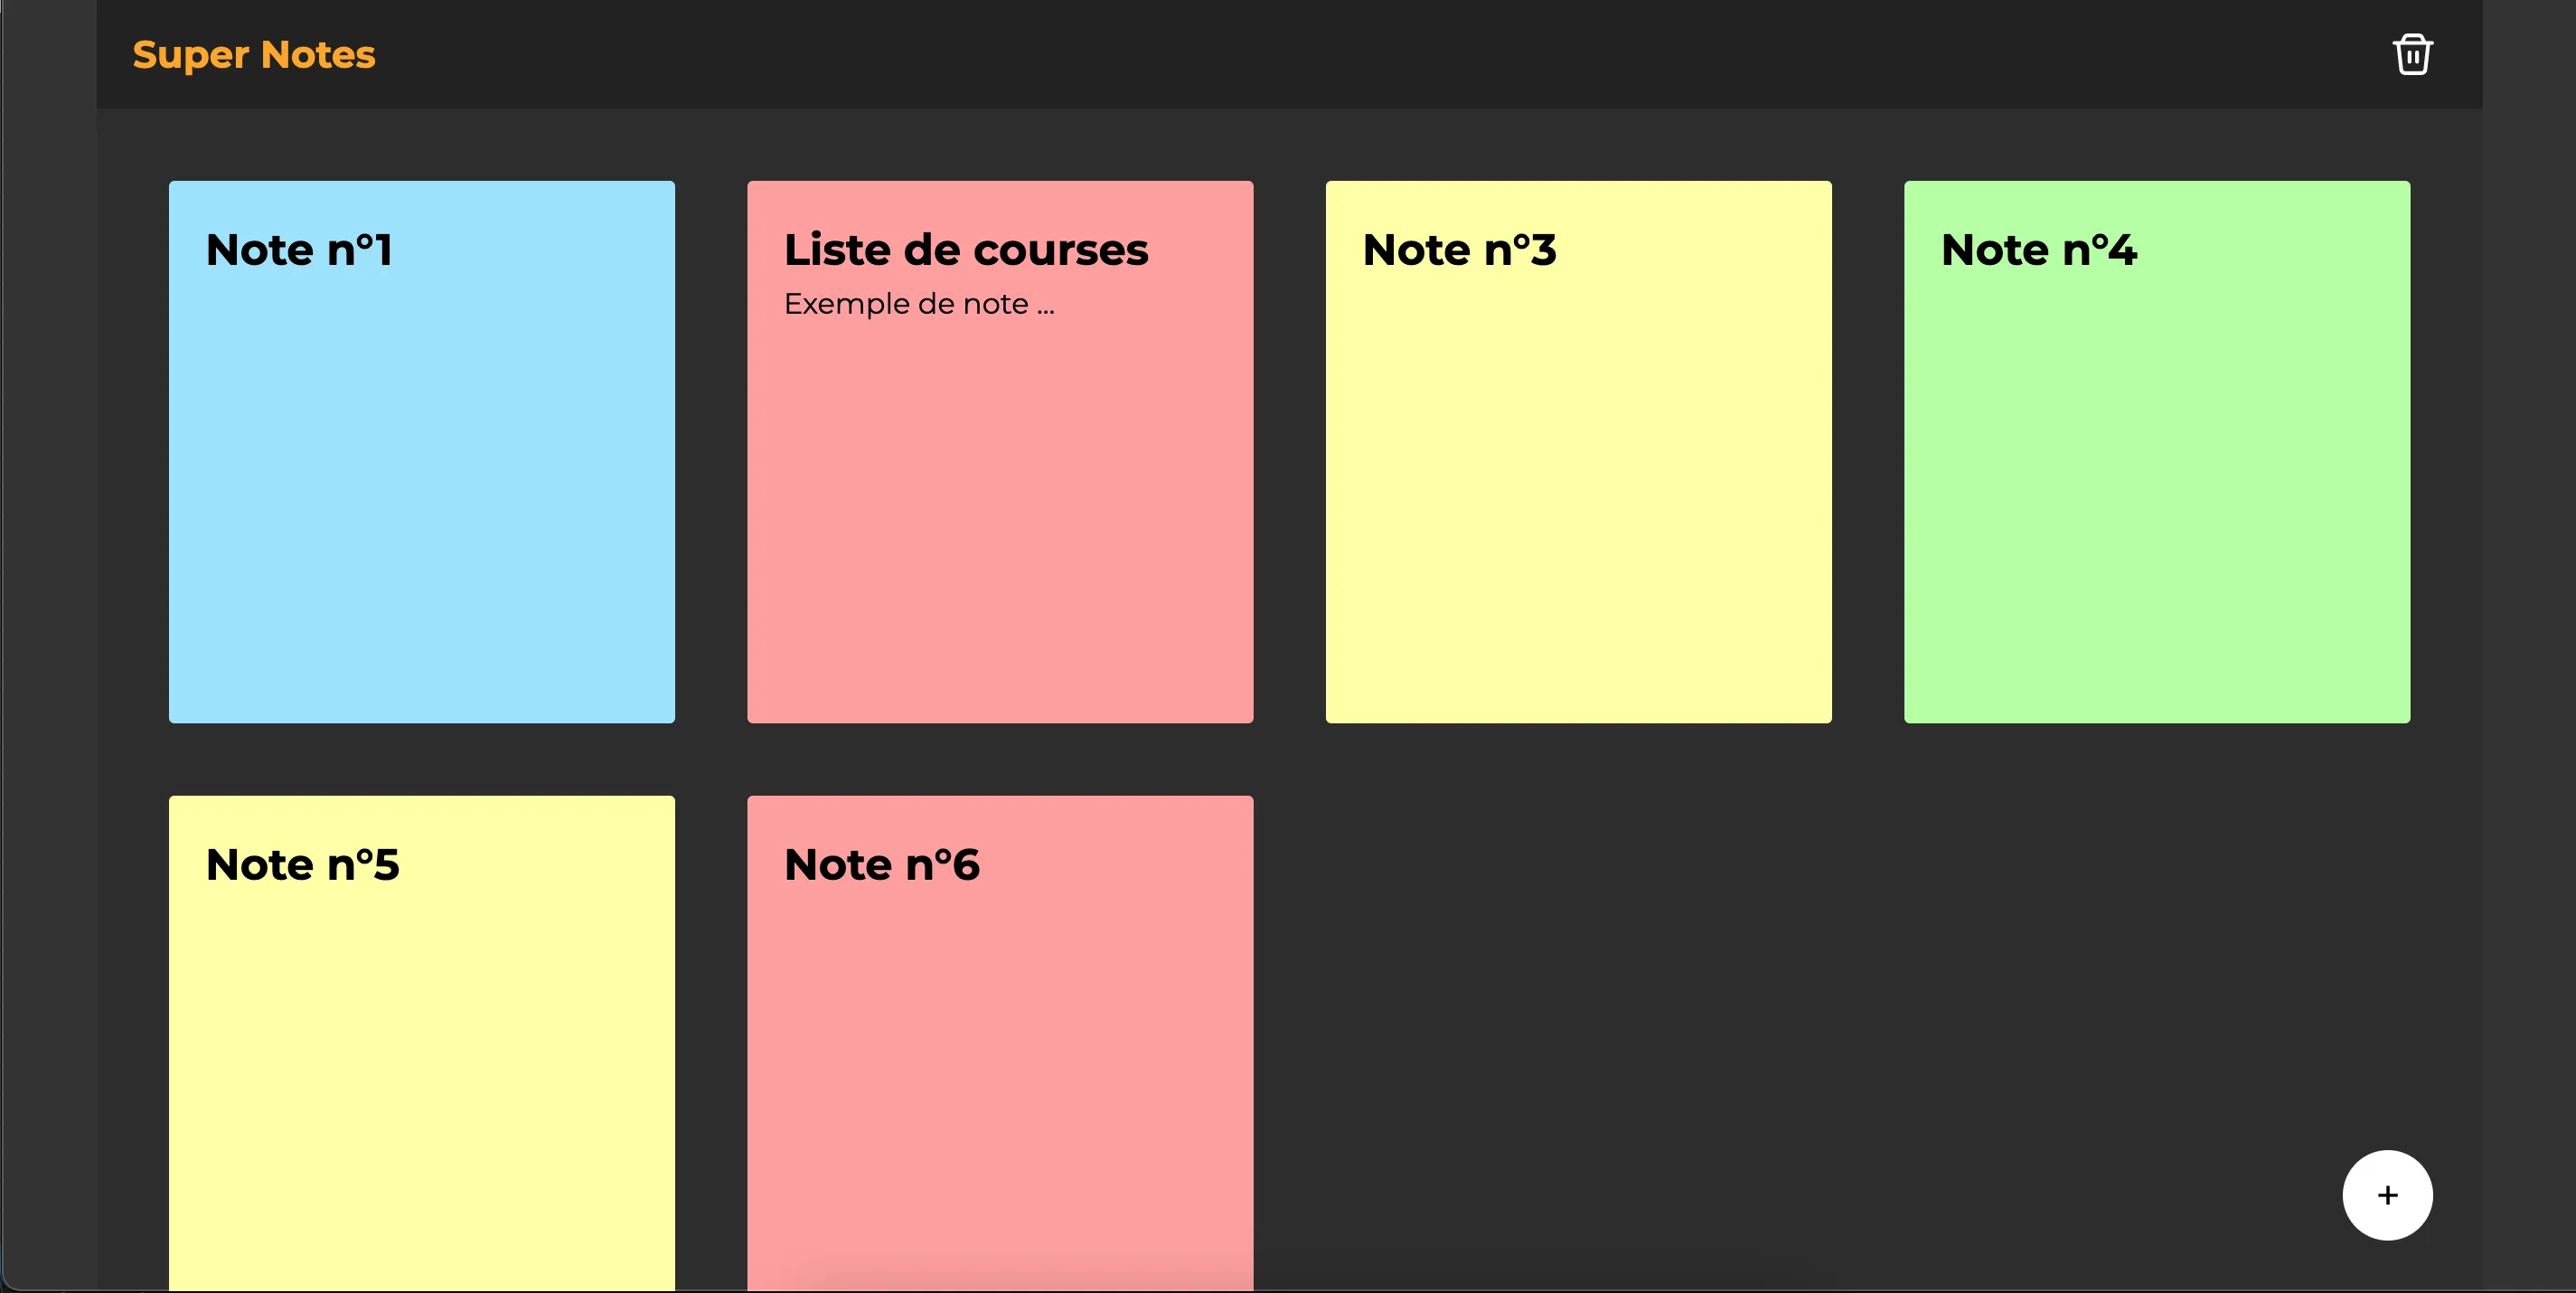 Super Notes
Note n°1
Liste de courses
Exemple de note ...
Note n°3
Note n°4
Note n°5
Note n°6
+